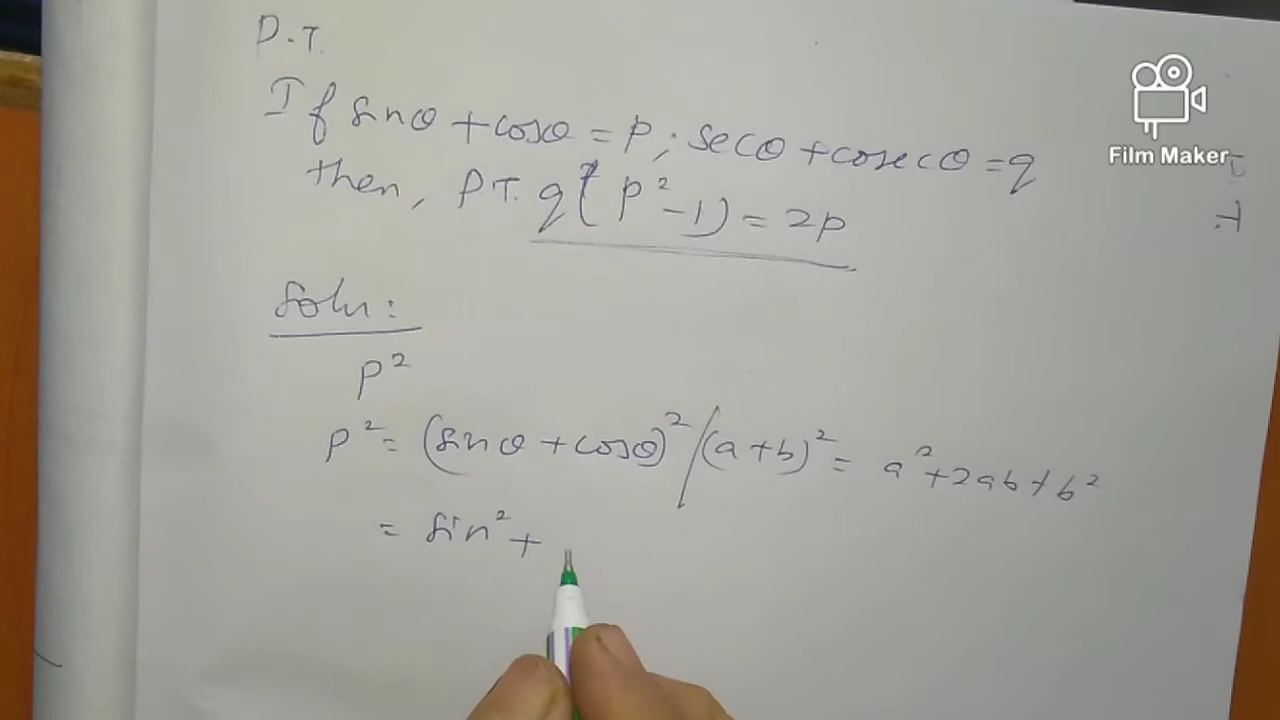 P.T.
If sinθ + cosθ = p ; secθ + cosecθ = q
then, P.T. q(p² - 1) = 2p
Soln :
p²
p² = (sinθ + cosθ)² / (a + b)² = a² + 2ab + b²
= sin² +
Film Maker